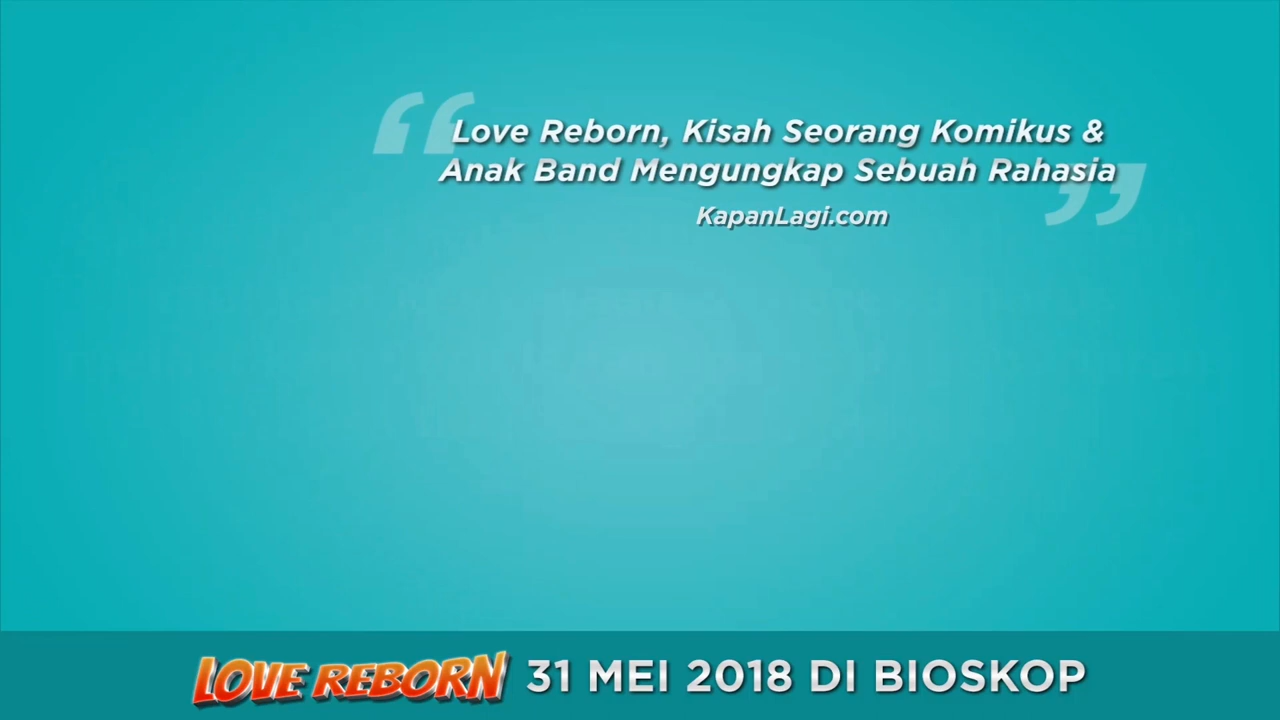 Love Reborn, Kisah Seorang Komikus &
Anak Band Mengungkap Sebuah Rahasia
KapanLagi.com
LOVE REBORN 31 MEI 2018 DI BIOSKOP